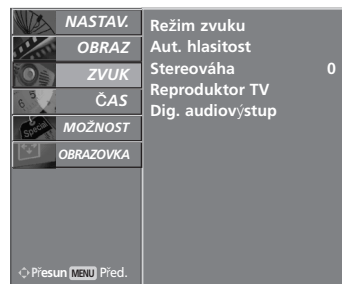 NASTAV.
OBRAZ
ZVUK
ČAS
MOŽNOST
OBRAZOVKA
Přesun MENU Před.
Režim zvuku
Aut. hlasitost
Stereováha 0
Reproduktor TV
Dig. audiovýstup